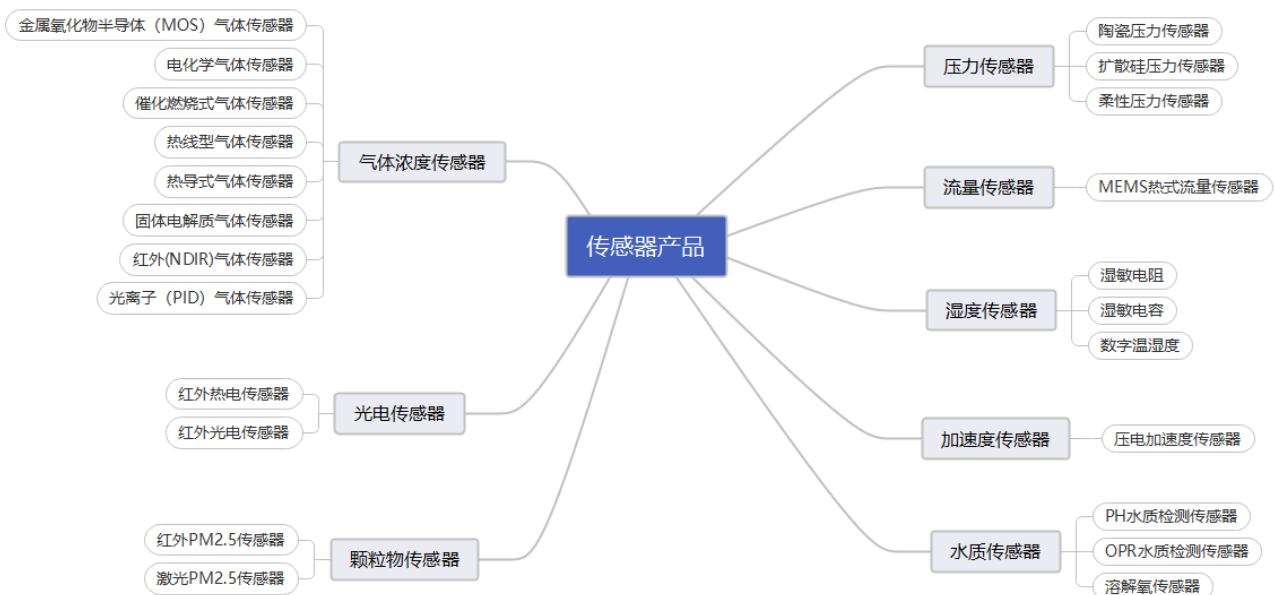 传感器产品
气体浓度传感器
金属氧化物半导体（MOS）气体传感器
电化学气体传感器
催化燃烧式气体传感器
热线型气体传感器
热导式气体传感器
固体电解质气体传感器
红外(NDIR)气体传感器
光离子（PID）气体传感器
光电传感器
红外热电传感器
红外光电传感器
颗粒物传感器
红外PM2.5传感器
激光PM2.5传感器
压力传感器
陶瓷压力传感器
扩散硅压力传感器
柔性压力传感器
流量传感器
MEMS热式流量传感器
湿度传感器
湿敏电阻
湿敏电容
数字温湿度
加速度传感器
压电加速度传感器
水质传感器
PH水质检测传感器
OPR水质检测传感器
溶解氧传感器